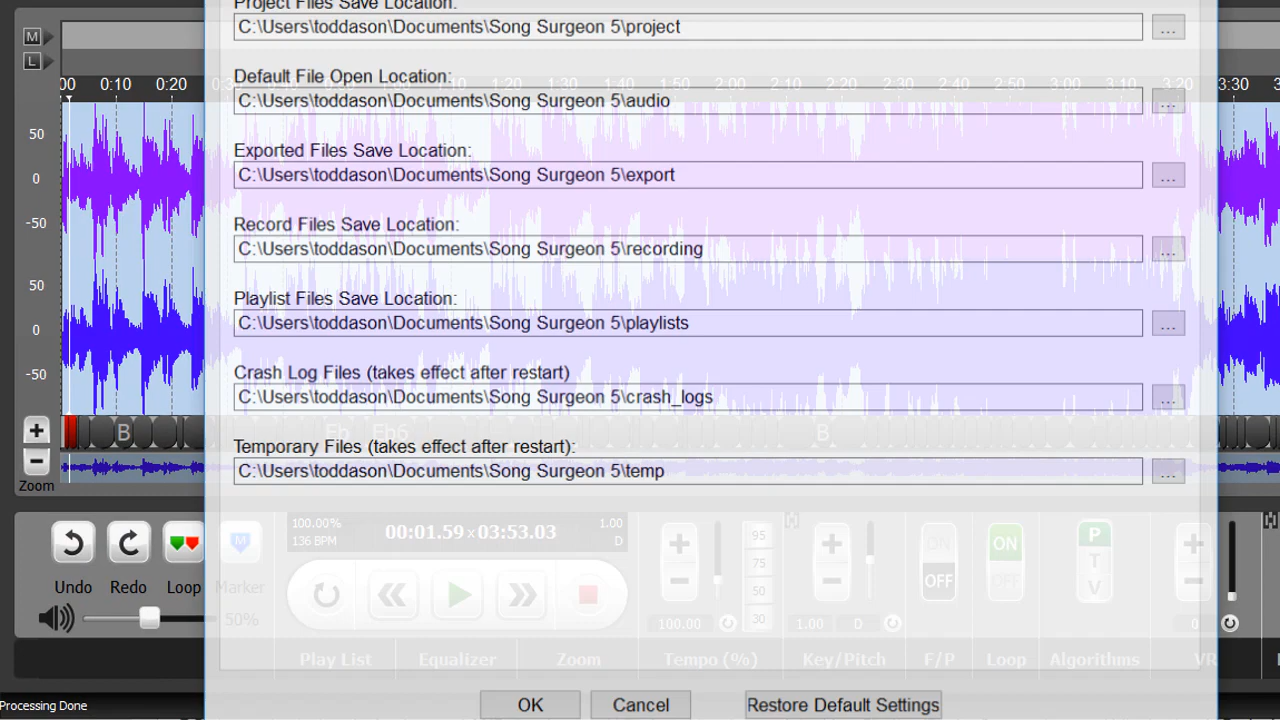 Project Files Save Location:
M
C:\Users\toddason\Documents\Song Surgeon 5\project
...
L
Default File Open Location:
00 0:10 0:20 1:20 1:30 1:40 1:50 2:00 2:10 2:20 2:30 2:40 2:50 3:00 3:10 3:20 3:30
C:\Users\toddason\Documents\Song Surgeon 5\audio
...
50
Exported Files Save Location:
0
C:\Users\toddason\Documents\Song Surgeon 5\export
...
-50
Record Files Save Location:
C:\Users\toddason\Documents\Song Surgeon 5\recording
...
50
Playlist Files Save Location:
0
C:\Users\toddason\Documents\Song Surgeon 5\playlists
...
-50
Crash Log Files (takes effect after restart)
C:\Users\toddason\Documents\Song Surgeon 5\crash_logs
...
B Eb Eb6 B
Temporary Files (takes effect after restart):
C:\Users\toddason\Documents\Song Surgeon 5\temp
...
Zoom
100.00% 1.00
136 BPM D
00:01.59 x 03:53.03
95
75
50
30
ON
OFF
ON
OFF
P
T
V
Undo Redo Loop Marker
50%
100.00 1.00 D 0
Play List Equalizer Zoom Tempo (%) Key/Pitch F/P Loop Algorithms VR
Processing Done
OK Cancel Restore Default Settings